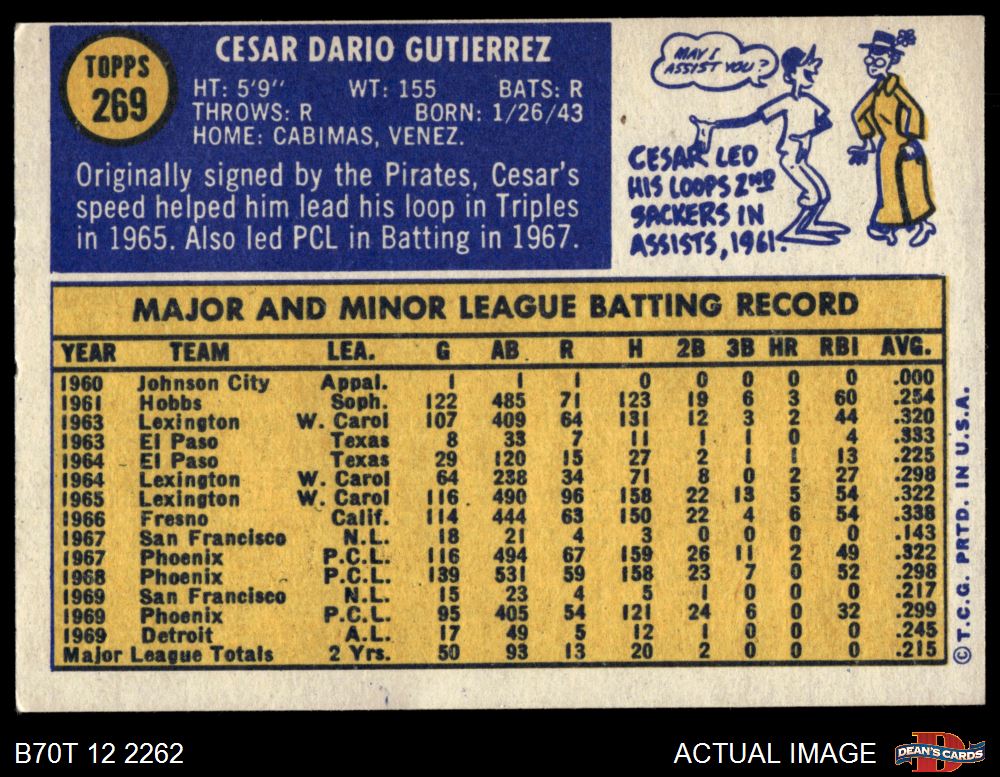 TOPPS
269
CESAR DARIO GUTIERREZ
HT: 5'9" WT: 155 BATS: R
THROWS: R BORN: 1/26/43
HOME: CABIMAS, VENEZ.
Originally signed by the Pirates, Cesar's
speed helped him lead his loop in Triples
in 1965. Also led PCL in Batting in 1967.
MAY I
ASSIST YOU?
CESAR LED
HIS LOOPS 2ND
SACKERS IN
ASSISTS, 1961.
MAJOR AND MINOR LEAGUE BATTING RECORD
YEAR TEAM LEA. G AB R H 2B 3B HR RBI AVG.
1960 Johnson City Appal. 1 1 1 0 0 0 0 0 .000
1961 Hobbs Soph. 122 485 71 123 19 6 3 60 .254
1963 Lexington W. Carol 107 409 64 131 12 3 2 44 .320
1963 El Paso Texas 8 33 7 11 1 1 0 4 .333
1964 El Paso Texas 29 120 15 27 2 1 1 13 .225
1964 Lexington W. Carol 64 238 34 71 8 0 2 27 .298
1965 Lexington W. Carol 116 490 96 158 22 13 5 54 .322
1966 Fresno Calif. 114 444 63 150 22 4 6 54 .338
1967 San Francisco N.L. 18 21 4 3 0 0 0 0 .143
1967 Phoenix P.C.L. 116 494 67 159 26 11 2 49 .322
1968 Phoenix P.C.L. 139 531 59 158 23 7 0 52 .298
1969 San Francisco N.L. 15 23 4 5 1 0 0 0 .217
1969 Phoenix P.C.L. 95 405 54 121 24 6 0 32 .299
1969 Detroit A.L. 17 49 5 12 1 0 0 0 .245
Major League Totals 2 Yrs. 50 93 13 20 2 0 0 0 .215
© T.C.G. PRTD. IN U.S.A.
B70T 12 2262
ACTUAL IMAGE
DEAN'S CARDS